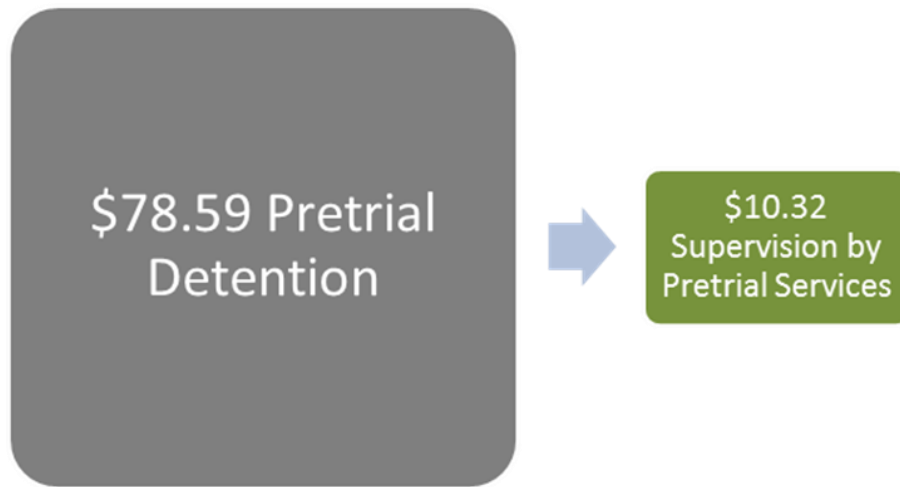 $78.59 Pretrial
Detention
$10.32
Supervision by
Pretrial Services